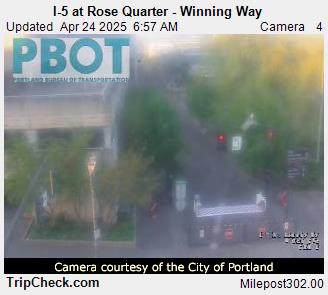 I-5 at Rose Quarter - Winning Way
Updated Apr 24 2025 6:57 AM Camera 4
PBOT
PORTLAND BUREAU OF TRANSPORTATION
Camera courtesy of the City of Portland
TripCheck.com Milepost302.00